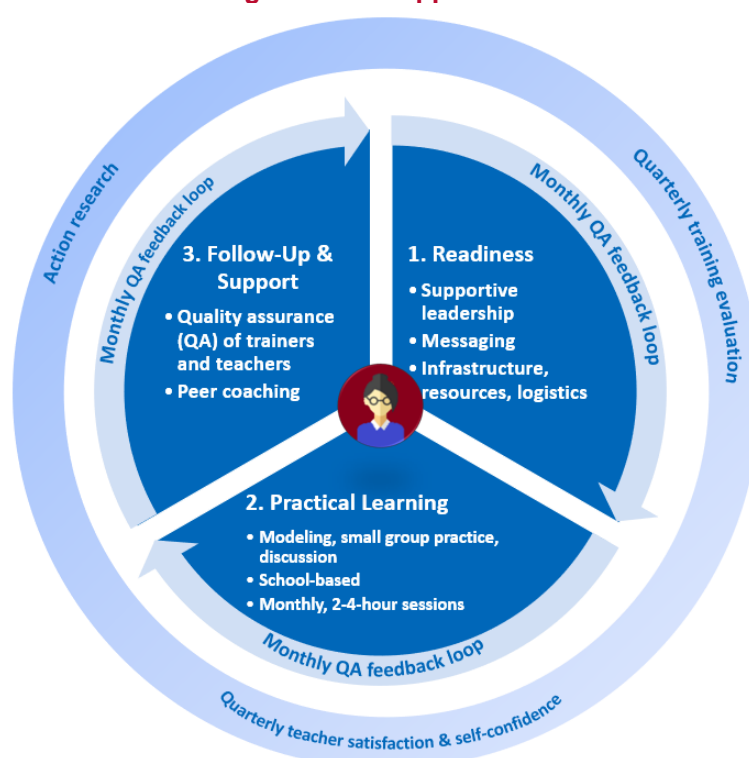 Action research
Monthly QA feedback loop
3. Follow-Up &
Support
• Quality assurance
(QA) of trainers
and teachers
• Peer coaching
1. Readiness
• Supportive
leadership
• Messaging
• Infrastructure,
resources, logistics
Monthly QA feedback loop
Quarterly training evaluation
2. Practical Learning
• Modeling, small group practice,
discussion
• School-based
• Monthly, 2-4-hour sessions
Monthly QA feedback loop
Quarterly teacher satisfaction & self-confidence